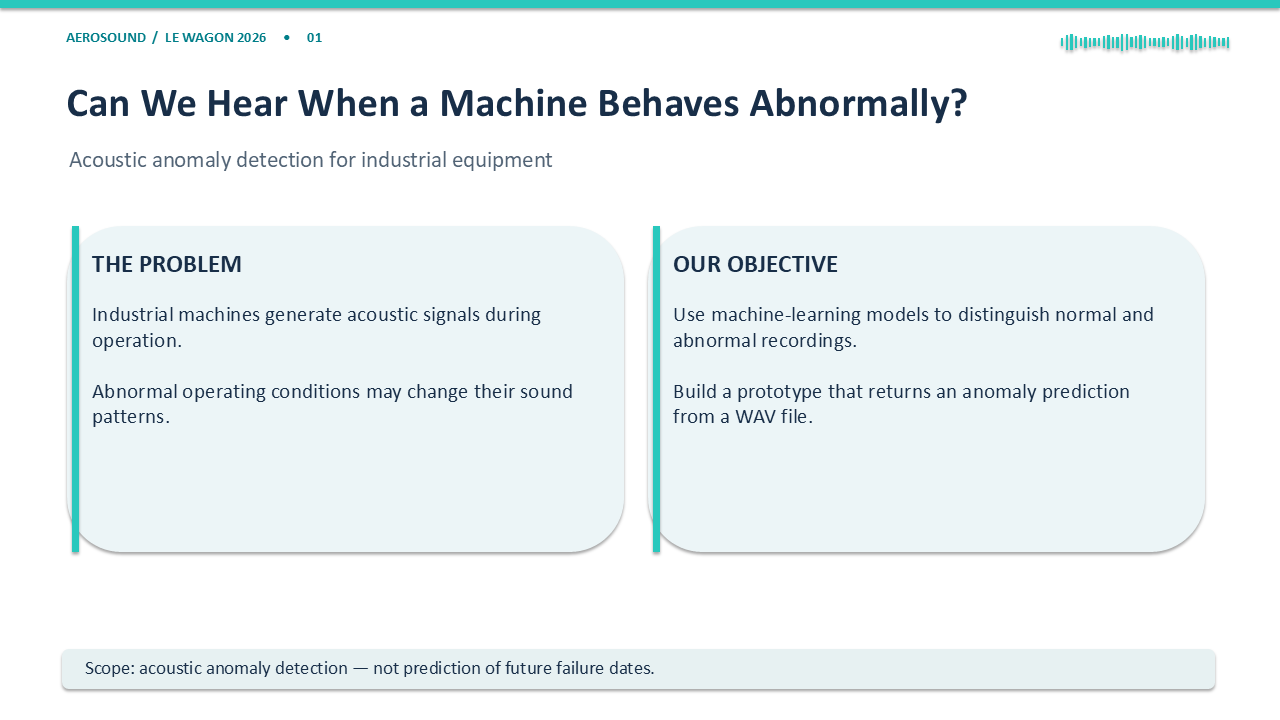 AEROSOUND / LE WAGON 2026 • 01
Can We Hear When a Machine Behaves Abnormally?
Acoustic anomaly detection for industrial equipment
THE PROBLEM
Industrial machines generate acoustic signals during
operation.
Abnormal operating conditions may change their sound
patterns.
OUR OBJECTIVE
Use machine-learning models to distinguish normal and
abnormal recordings.
Build a prototype that returns an anomaly prediction
from a WAV file.
Scope: acoustic anomaly detection — not prediction of future failure dates.